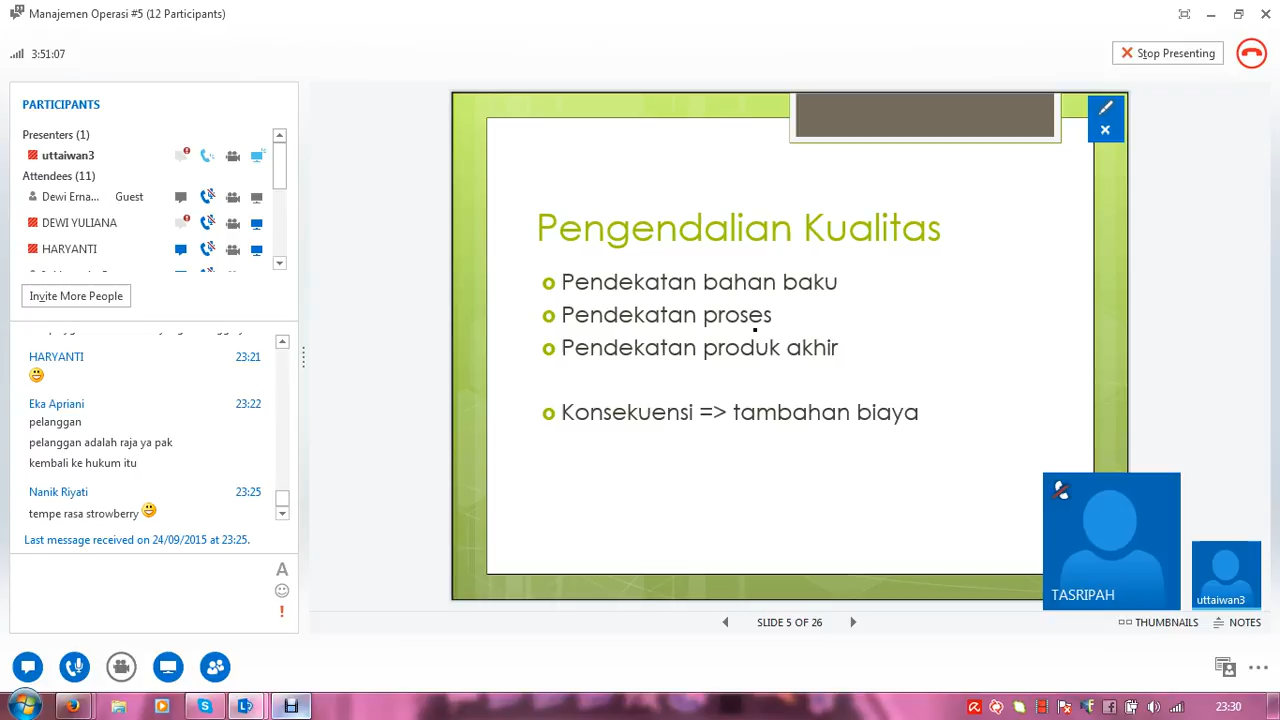 Manajemen Operasi #5 (12 Participants)
3:51:07
Stop Presenting
PARTICIPANTS
Presenters (1)
uttaiwan3
Attendees (11)
Dewi Erna... Guest
DEWI YULIANA
HARYANTI
Invite More People
HARYANTI 23:21
Eka Apriani 23:22
pelanggan
pelanggan adalah raja ya pak
kembali ke hukum itu
Nanik Riyati 23:25
tempe rasa strowberry
Last message received on 24/09/2015 at 23:25.
A
!
Pengendalian Kualitas
Pendekatan bahan baku
Pendekatan proses
Pendekatan produk akhir
Konsekuensi => tambahan biaya
TASRIPAH
uttaiwan3
SLIDE 5 OF 26
THUMBNAILS
NOTES
23:30